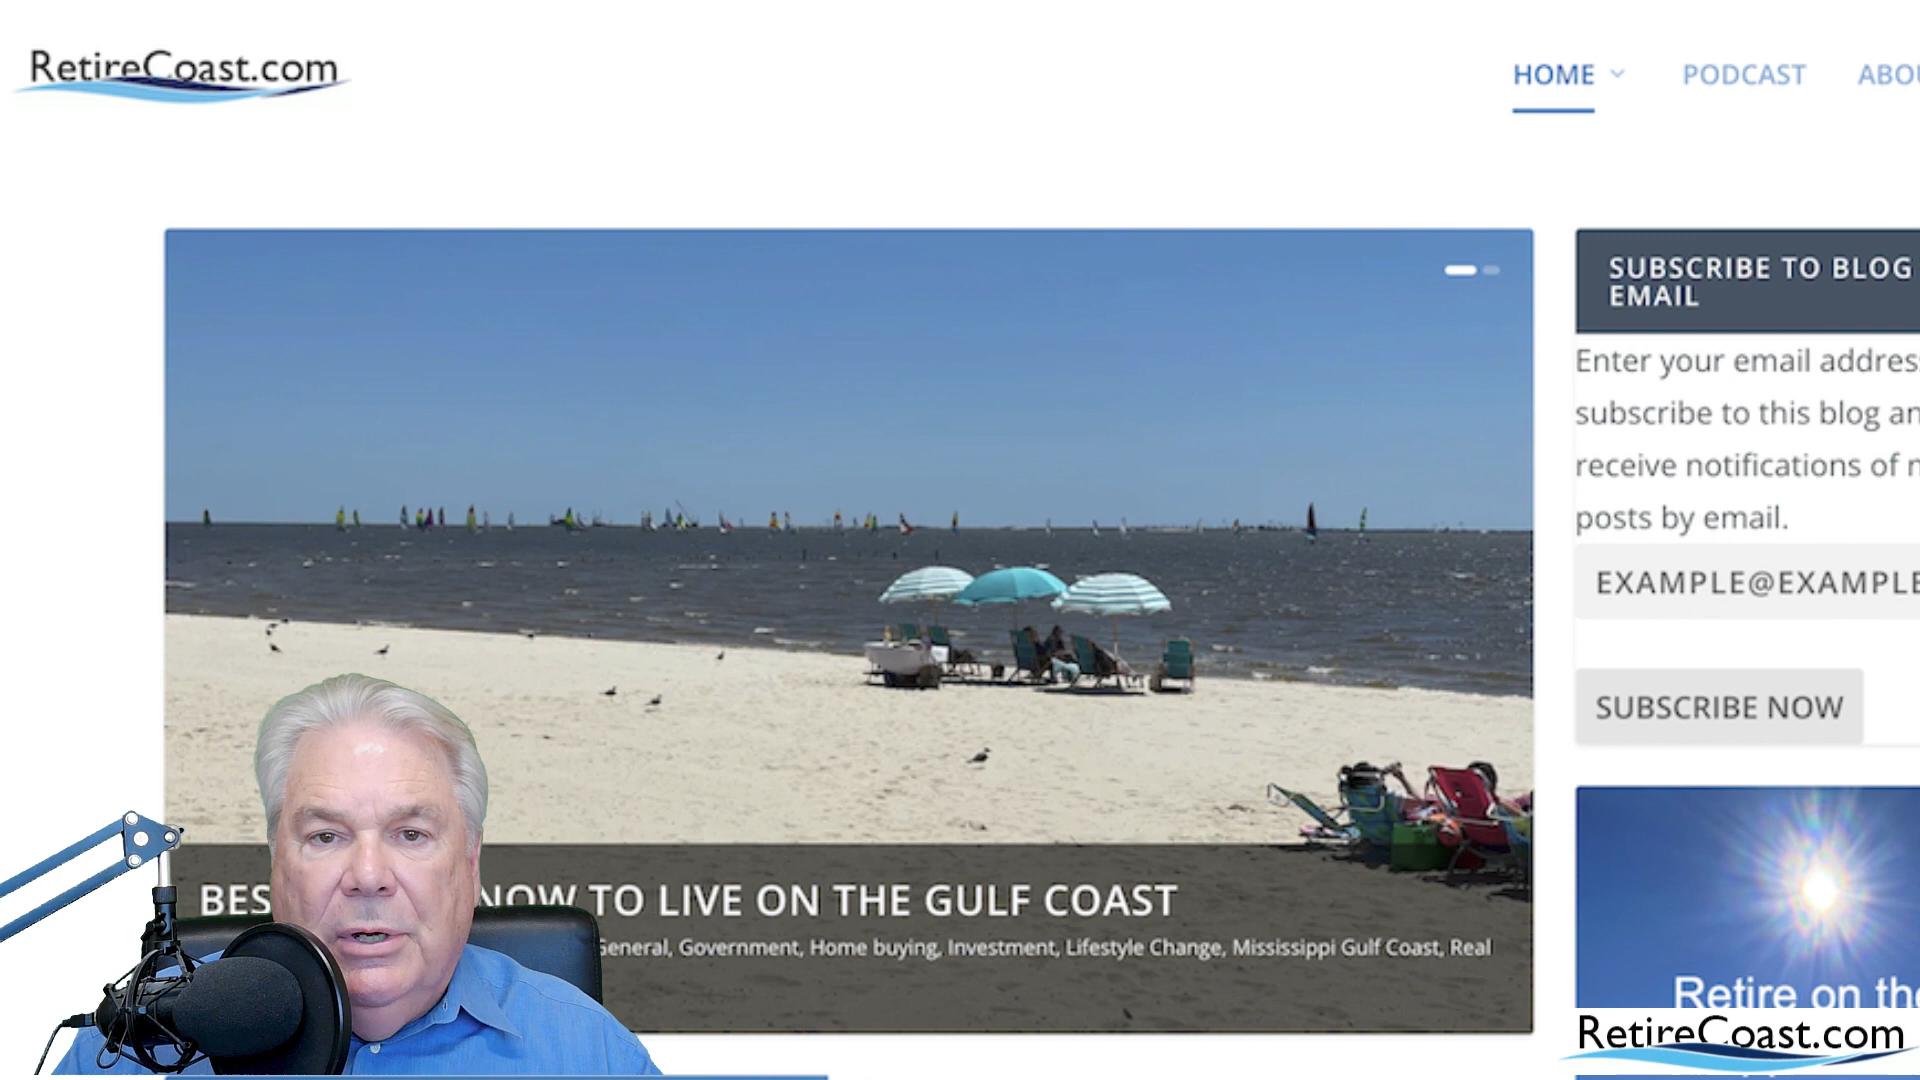 RetireCoast.com
HOME
PODCAST
SUBSCRIBE TO BLOG
EMAIL
Enter your email
subscribe to this blog
receive notifications of
posts by email.
SUBSCRIBE NOW
NOW TO LIVE ON THE GULF COAST
General, Government, Home buying, Investment, Lifestyle Change, Mississippi Gulf Coast, Real
Retire on
RetireCoast.com